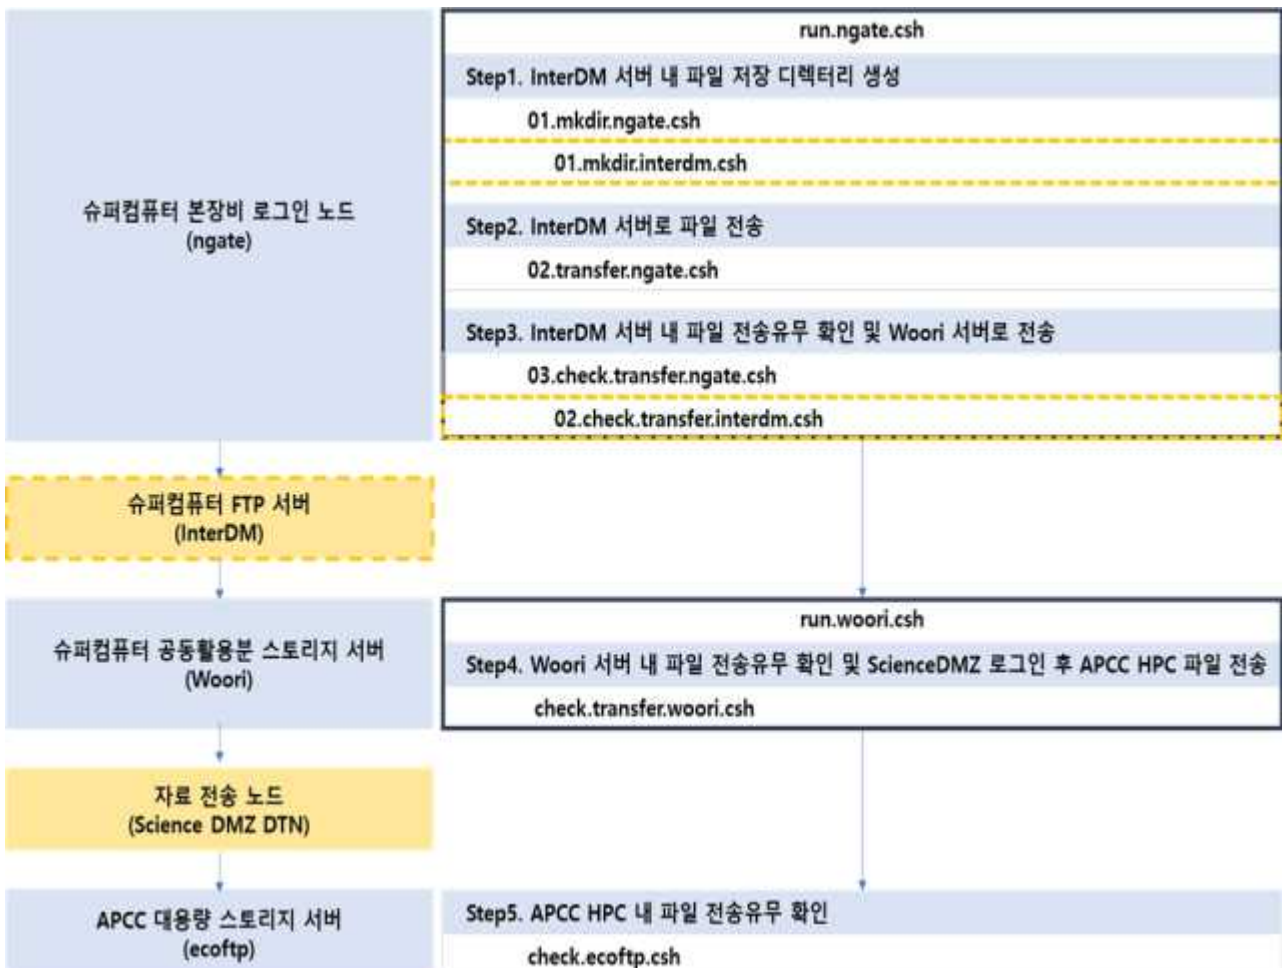 슈퍼컴퓨터 본장비 로그인 노드
(ngate)
run.ngate.csh
Step1. InterDM 서버 내 파일 저장 디렉터리 생성
01.mkdir.ngate.csh
01.mkdir.interdm.csh
Step2. InterDM 서버로 파일 전송
02.transfer.ngate.csh
Step3. InterDM 서버 내 파일 전송유무 확인 및 Woori 서버로 전송
03.check.transfer.ngate.csh
02.check.transfer.interdm.csh
슈퍼컴퓨터 FTP 서버
(InterDM)
슈퍼컴퓨터 공동활용분 스토리지 서버
(Woori)
run.woori.csh
Step4. Woori 서버 내 파일 전송유무 확인 및 ScienceDMZ 로그인 후 APCC HPC 파일 전송
check.transfer.woori.csh
자료 전송 노드
(Science DMZ DTN)
APCC 대용량 스토리지 서버
(ecoftp)
Step5. APCC HPC 내 파일 전송유무 확인
check.ecoftp.csh